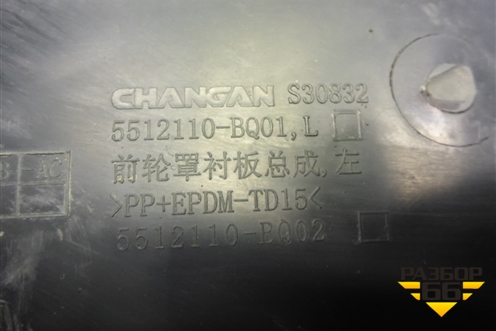 CHANGAN S30832
5512110-BQ01,L
前轮罩衬板总成,左
>PP+EPDM-TD15<
5512110-BQ02
B AC
РАЗБОР
66